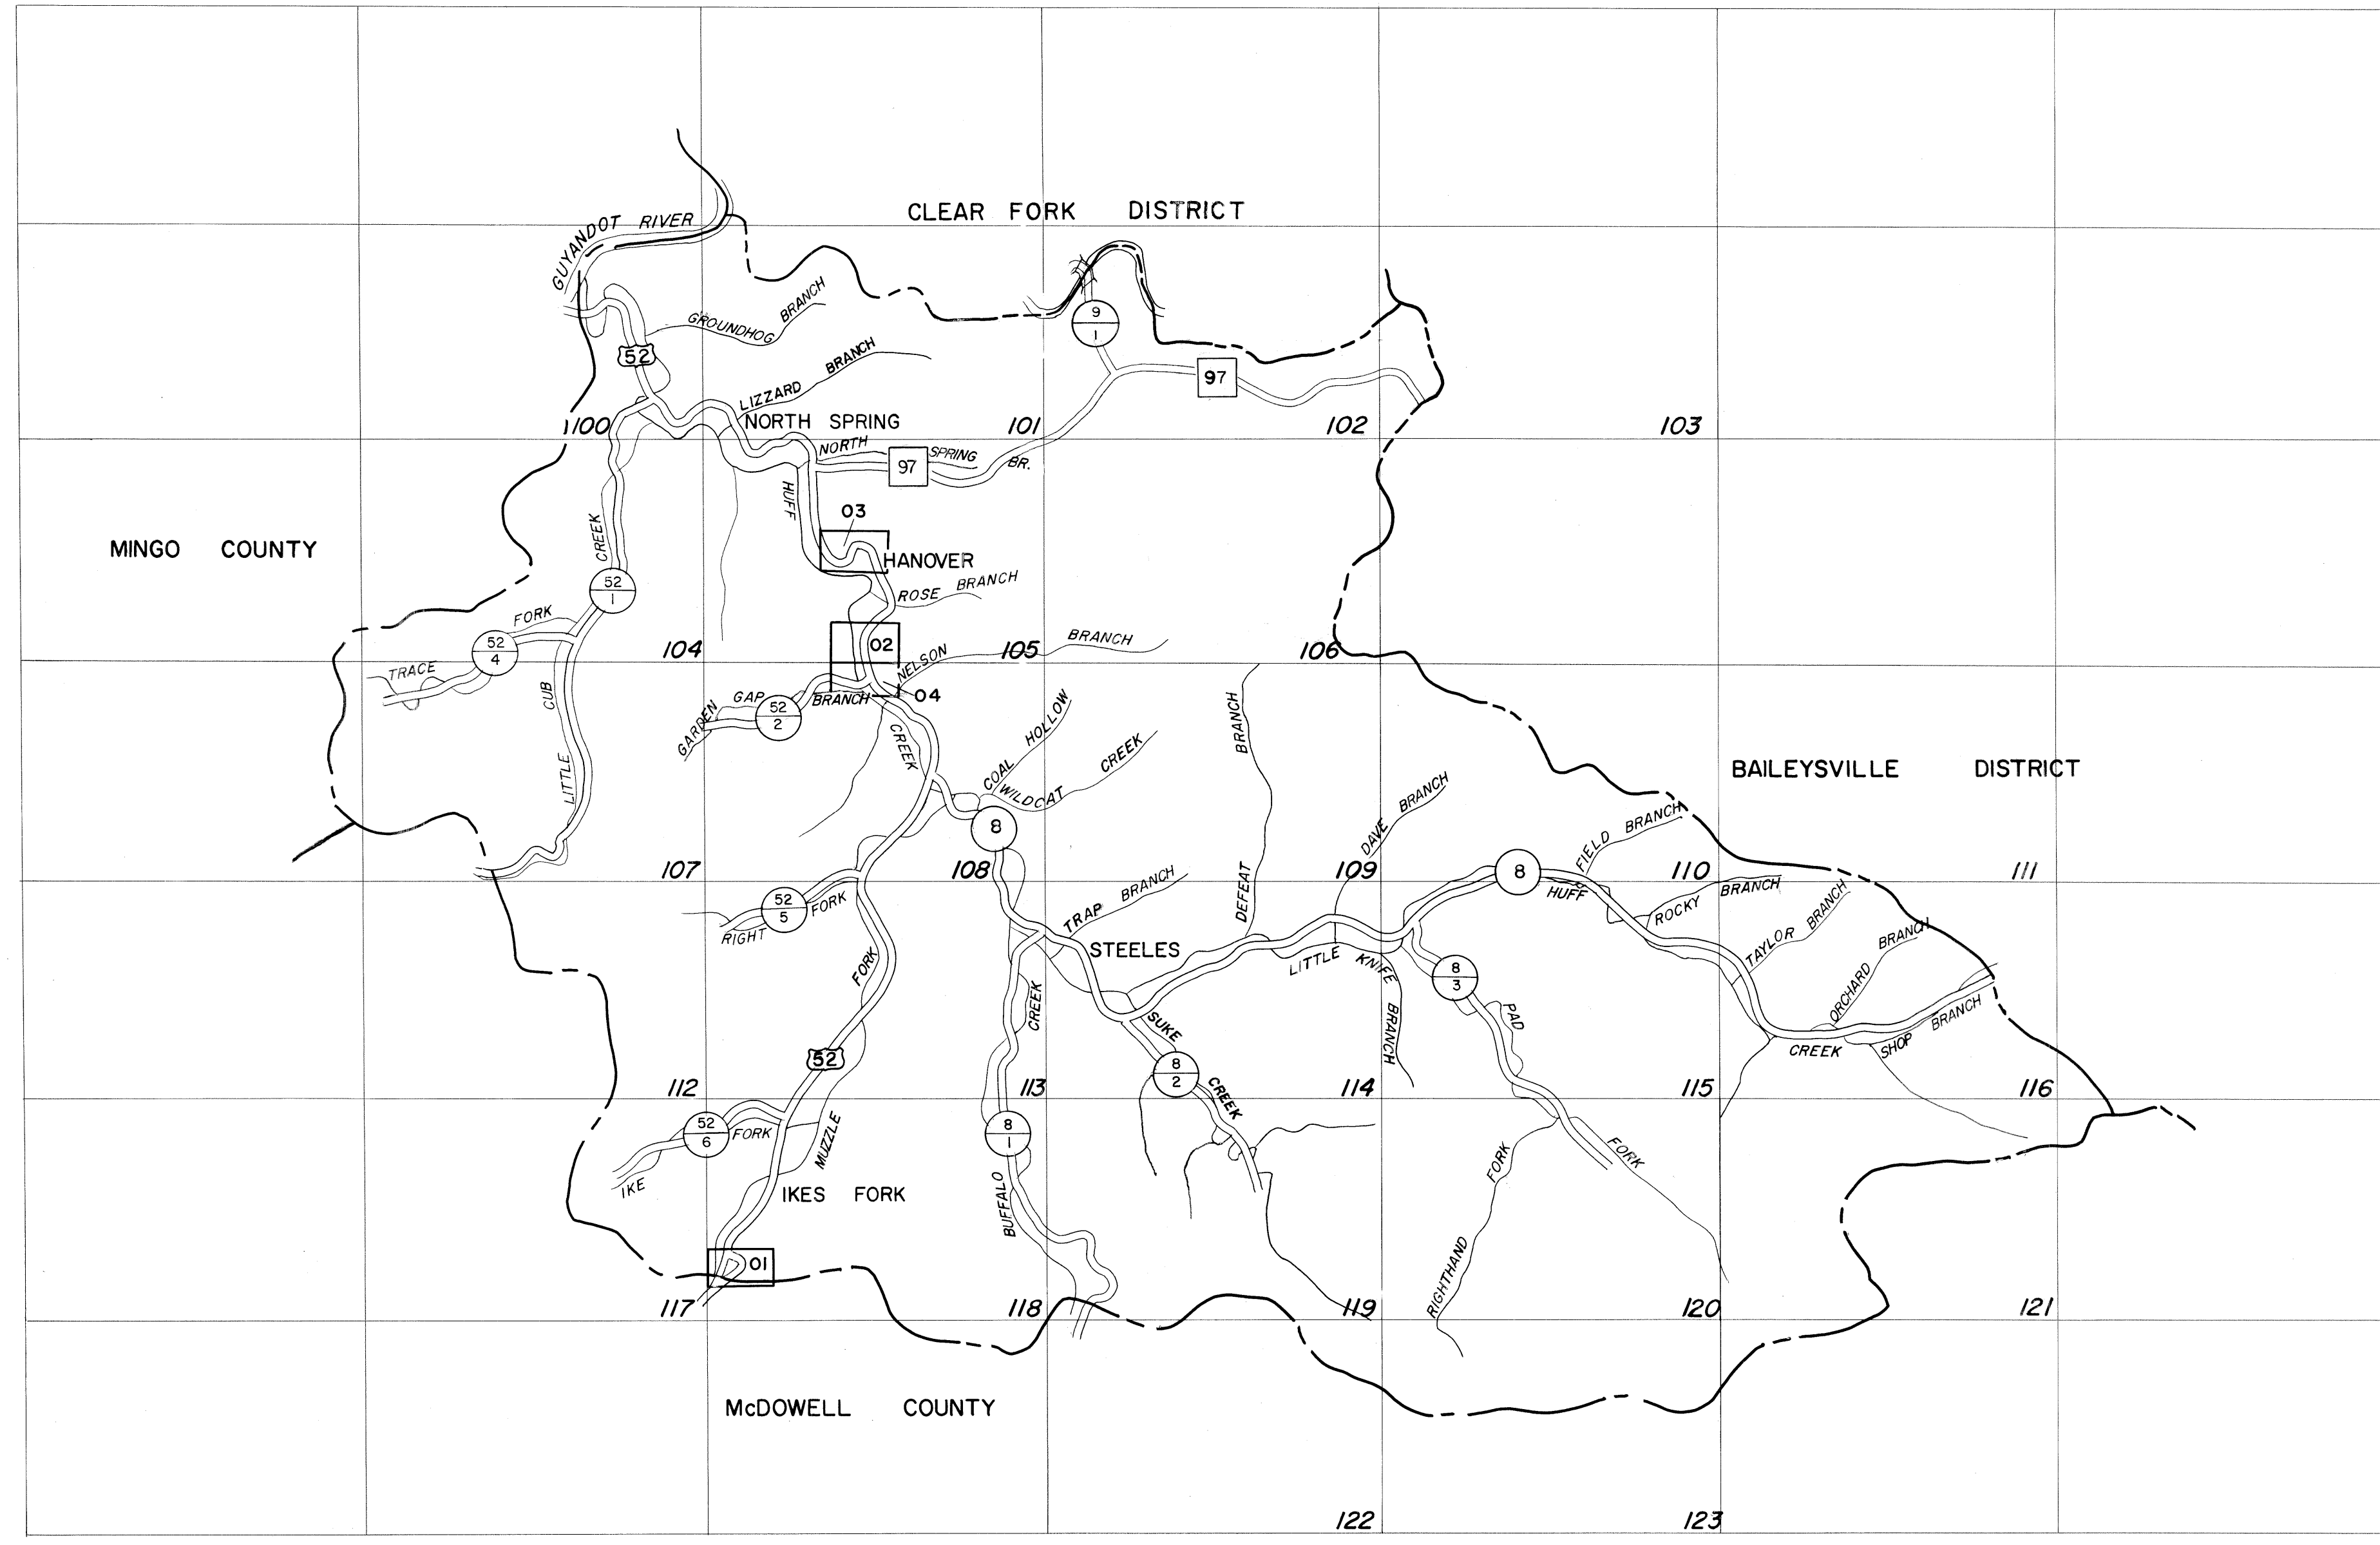 CLEAR FORK DISTRICT
GUYANDOT RIVER
GROUNDHOG BRANCH
9
1
52
97
LIZZARD BRANCH
NORTH SPRING
100
101
102
103
NORTH SPRING BR.
97
HUFF
03
MINGO COUNTY
CREEK
HANOVER
52
1
ROSE BRANCH
FORK
52
4
02
104
105
106
NELSON BRANCH
TRACE
CUB
GARDEN GAP BRANCH
52
2
04
CREEK
COAL HOLLOW
WILDCAT CREEK
BRANCH
BAILEYSVILLE DISTRICT
LITTLE
DAVE BRANCH
8
FIELD BRANCH
107
108
109
110
111
8
HUFF
DEFEAT
TRAP BRANCH
ROCKY BRANCH
TAYLOR BRANCH
52
5
RIGHT FORK
STEELES
ORCHARD BRANCH
LITTLE KNIFE BRANCH
8
3
FORK
CREEK
PAD
SUKE
SHOP BRANCH
CREEK
52
8
2
CREEK
112
113
114
115
116
52
6
IKE FORK
MUZZLE
8
1
FORK
FORK
IKES FORK
BUFFALO
RIGHTHAND
01
117
118
119
120
121
McDOWELL COUNTY
122
123